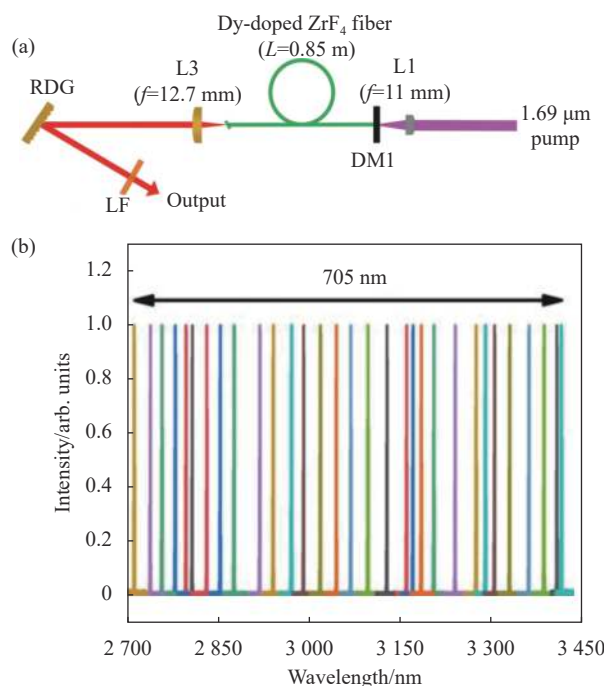 (a)
Dy-doped ZrF₄ fiber
(L=0.85 m)
RDG
L3
(f=12.7 mm)
L1
(f=11 mm)
1.69 μm
pump
DM1
LF
Output
(b)
705 nm
1.2
1.0
0.8
0.6
0.4
0.2
0
Intensity/arb. units
2 700
2 850
3 000
3 150
3 300
3 450
Wavelength/nm